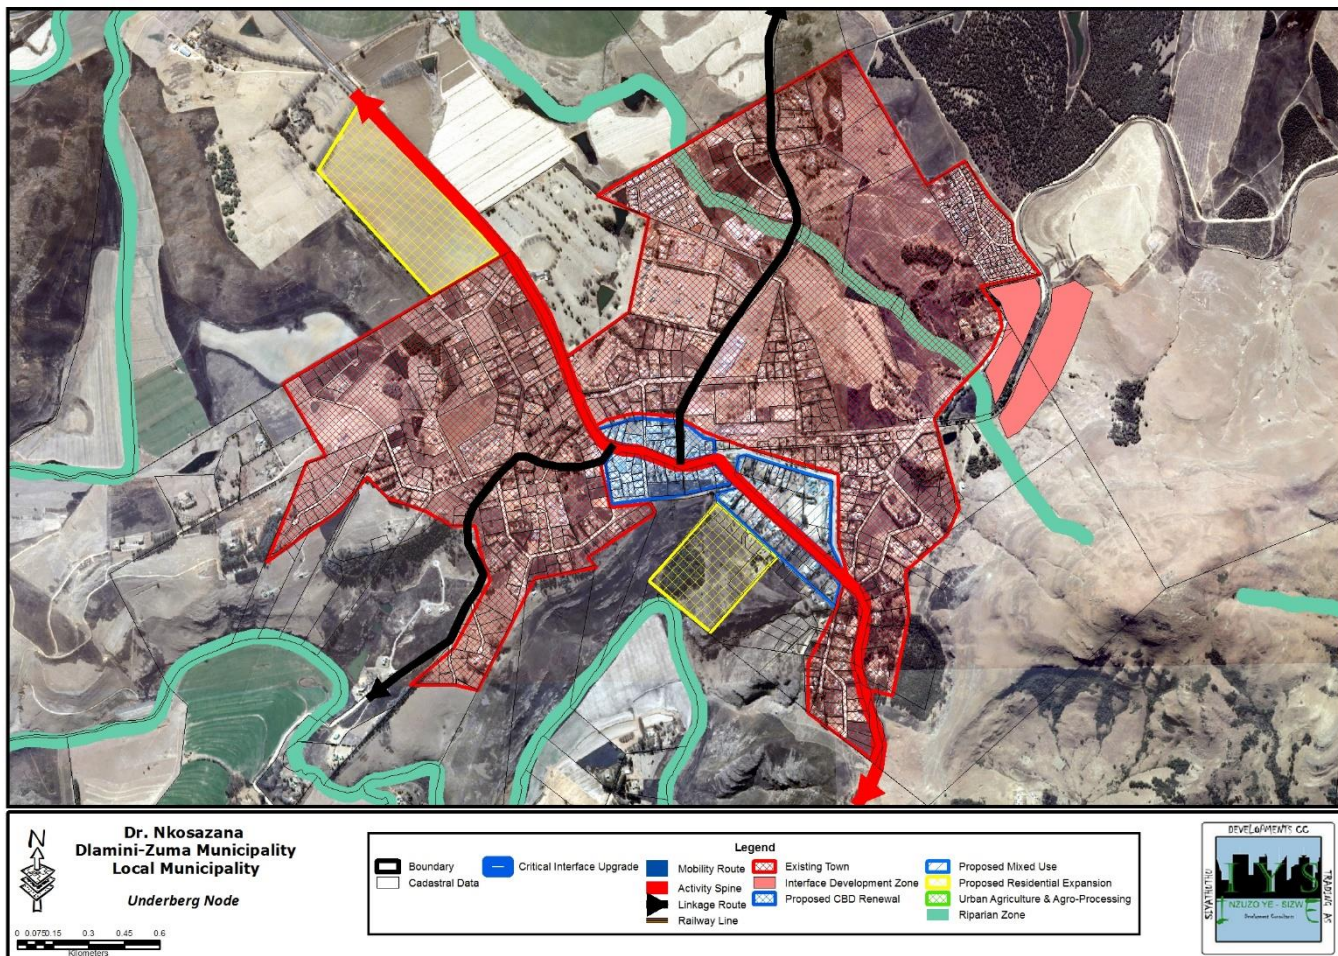 N
Dr. Nkosazana
Dlamini-Zuma Municipality
Local Municipality
Underberg Node
0 0.075 0.15 0.3 0.45 0.6
Kilometers
Legend
Boundary
Cadastral Data
Critical Interface Upgrade
Mobility Route
Activity Spine
Linkage Route
Railway Line
Existing Town
Interface Development Zone
Proposed CBD Renewal
Proposed Mixed Use
Proposed Residential Expansion
Urban Agriculture & Agro-Processing
Riparian Zone
DEVELOPMENTS CC
SIYATHUTHU
TRADING AS
NZUZO YE - SIZWE
Development Consultants